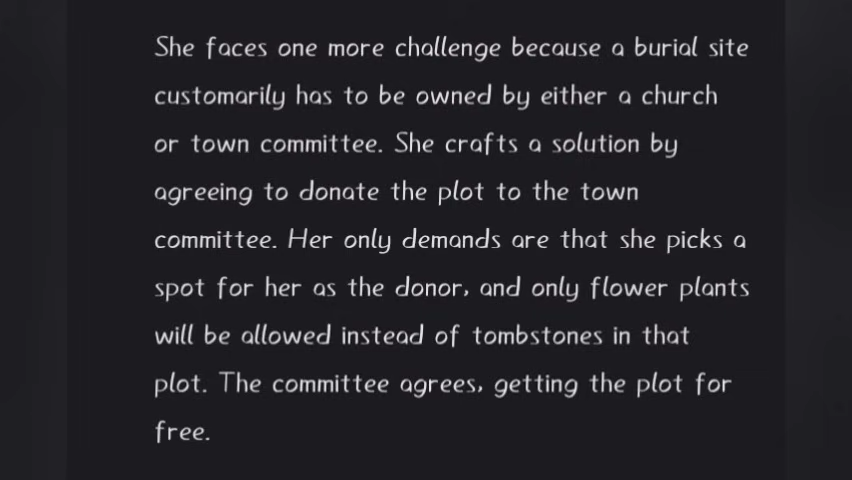 She faces one more challenge because a burial site
customarily has to be owned by either a church
or town committee. She crafts a solution by
agreeing to donate the plot to the town
committee. Her only demands are that she picks a
spot for her as the donor, and only flower plants
will be allowed instead of tombstones in that
plot. The committee agrees, getting the plot for
free.